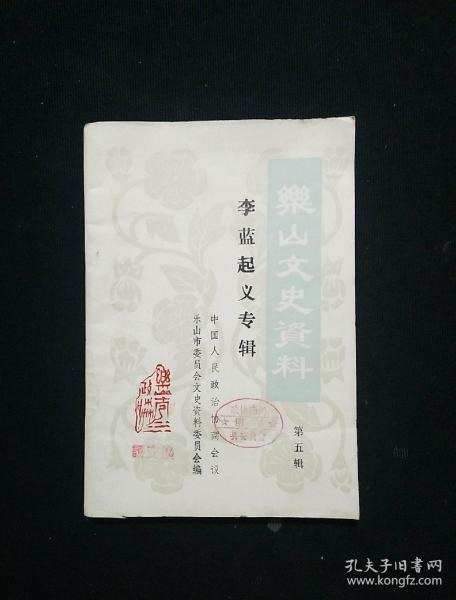 樂山文史資料
第五辑
李蓝起义专辑
中国人民政治协商会议
乐山市委员会文史资料委员会编
孔夫子旧书网
www.kongfz.com